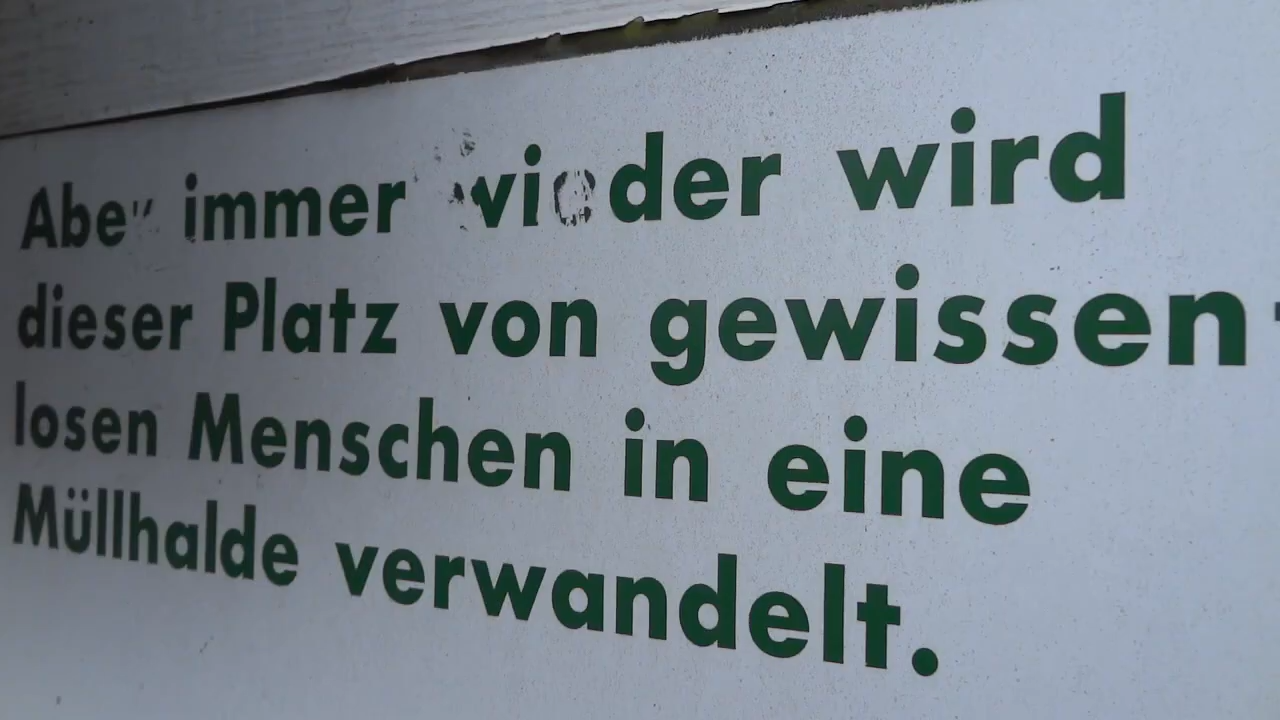 Aber immer wieder wird
dieser Platz von gewissen-
losen Menschen in eine
Müllhalde verwandelt.